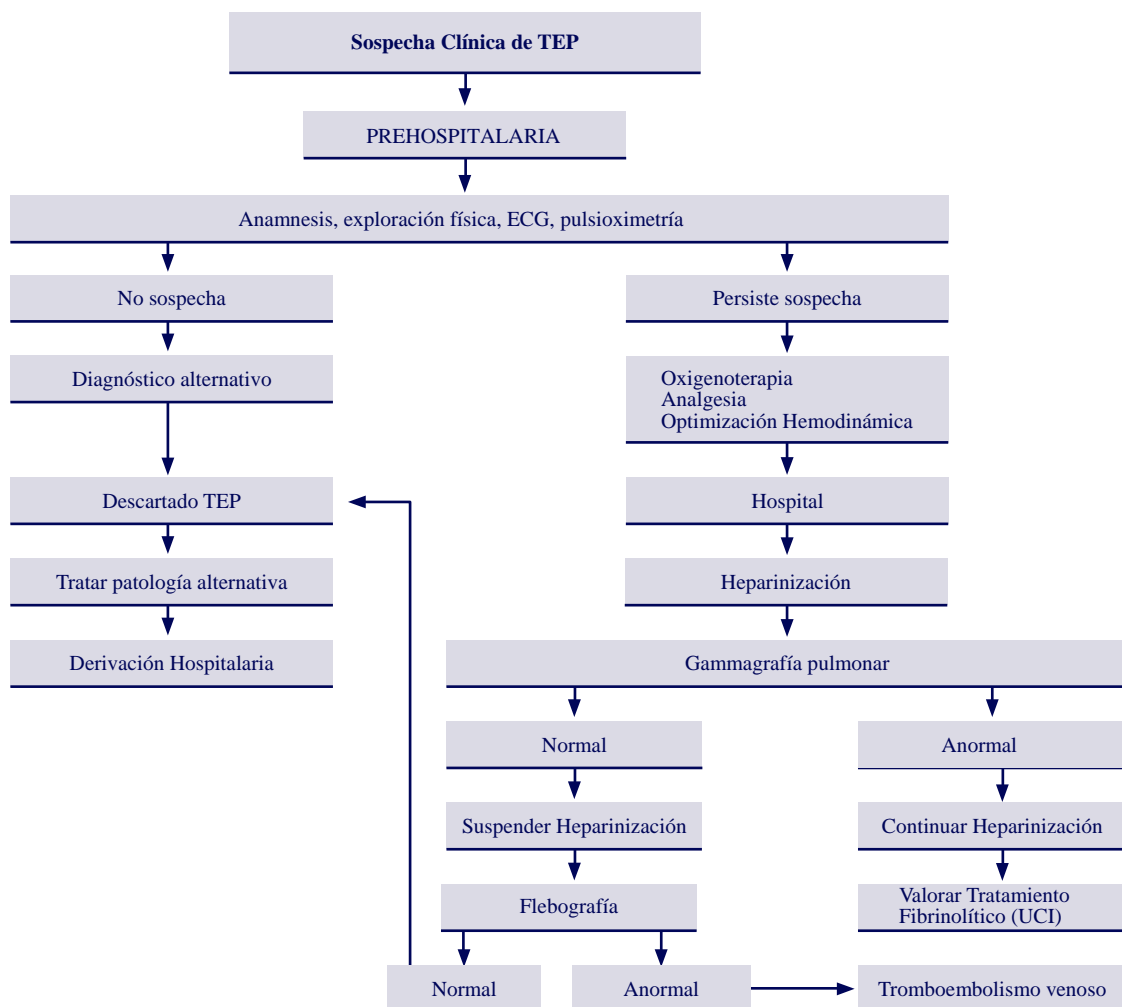 Sospecha Clínica de TEP
PREHOSPITALARIA
Anamnesis, exploración física, ECG, pulsioximetría
No sospecha
Persiste sospecha
Diagnóstico alternativo
Oxigenoterapia
Analgesia
Optimización Hemodinámica
Descartado TEP
Hospital
Tratar patología alternativa
Heparinización
Derivación Hospitalaria
Gammagrafía pulmonar
Normal
Anormal
Suspender Heparinización
Continuar Heparinización
Flebografía
Valorar Tratamiento
Fibrinolítico (UCI)
Normal
Anormal
Tromboembolismo venoso